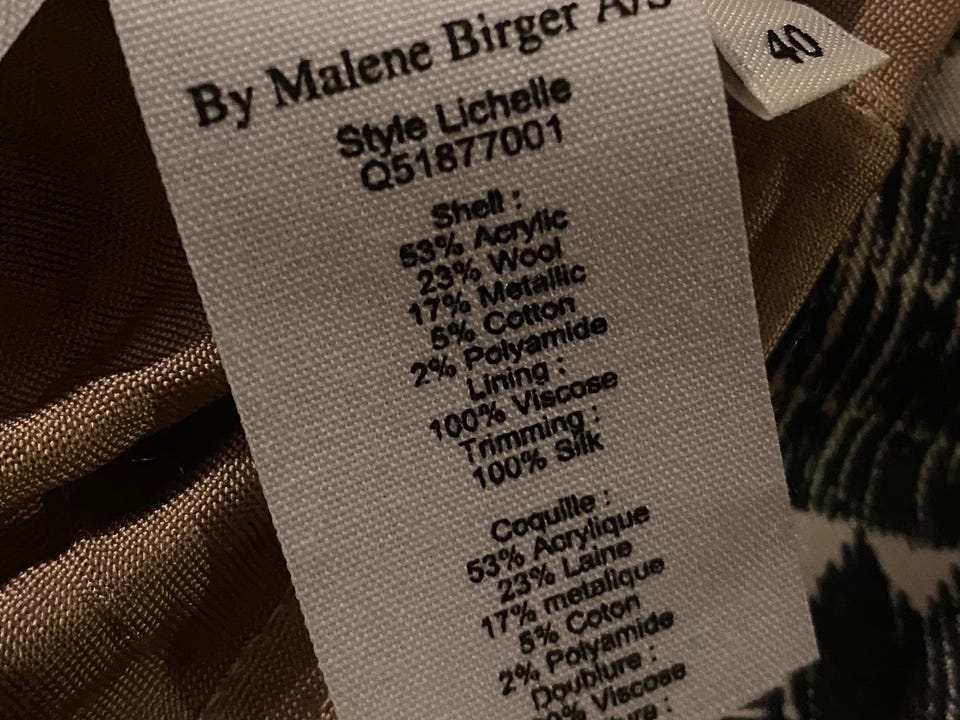 By Malene Birger A/S
40
Style Lichelle
Q51877001
Shell :
53% Acrylic
23% Wool
17% Metallic
5% Cotton
2% Polyamide
Lining :
100% Viscose
Trimming :
100% Silk
Coquille :
53% Acrylique
23% Laine
17% metalique
5% Coton
2% Polyamide
Doublure :
Viscose